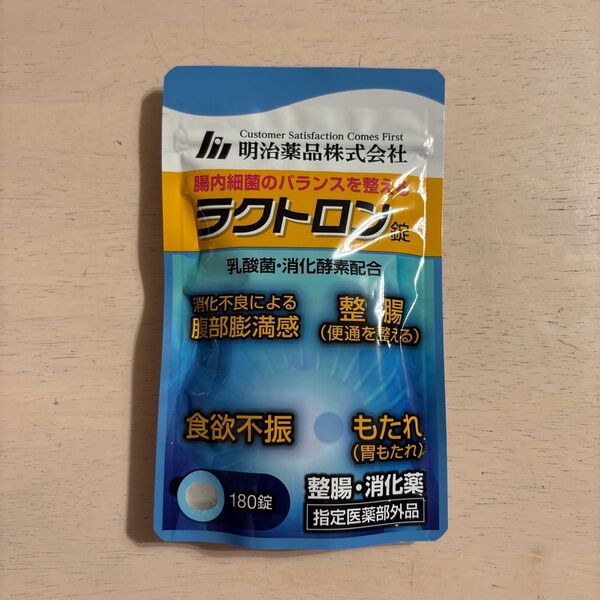 Customer Satisfaction Comes First
明治薬品株式会社
腸内細菌のバランスを整える
ラクトロン錠
乳酸菌・消化酵素配合
消化不良による
腹部膨満感
整腸
(便通を整える)
食欲不振
もたれ
(胃もたれ)
180錠
整腸・消化薬
指定医薬部外品